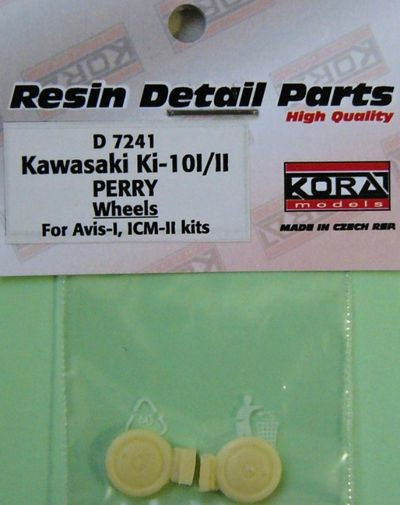 KORA
Resin Detail Parts
High Quality
D 7241
Kawasaki Ki-10I/II
PERRY
Wheels
For Avis-I, ICM-II kits
KORA
models
MADE IN CZECH REP.